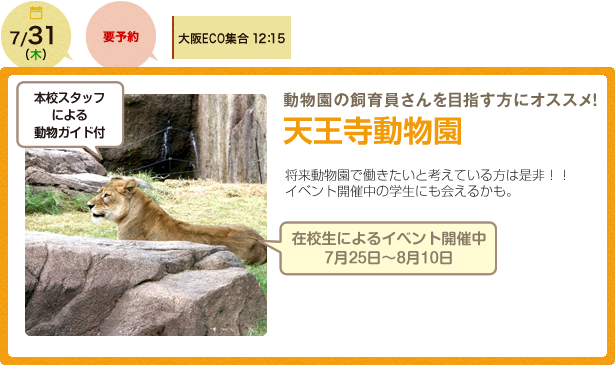 7/31
(木)
要予約
大阪ECO集合 12:15
本校スタッフ
による
動物ガイド付
動物園の飼育員さんを目指す方にオススメ!
天王寺動物園
将来動物園で働きたいと考えている方は是非！！
イベント開催中の学生にも会えるかも。
在校生によるイベント開催中
7月25日〜8月10日